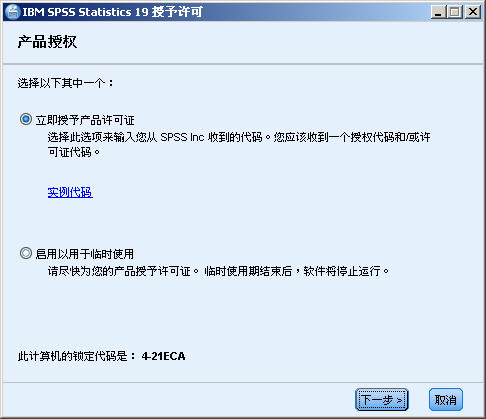 IBM SPSS Statistics 19 授予许可
产品授权
选择以下其中一个：
立即授予产品许可证
选择此选项来输入您从 SPSS Inc 收到的代码。您应该收到一个授权代码和/或许
可证代码。
实例代码
启用以用于临时使用
请尽快为您的产品授予许可证。 临时使用期结束后，软件将停止运行。
此计算机的锁定代码是： 4-21ECA
下一步 >
取消